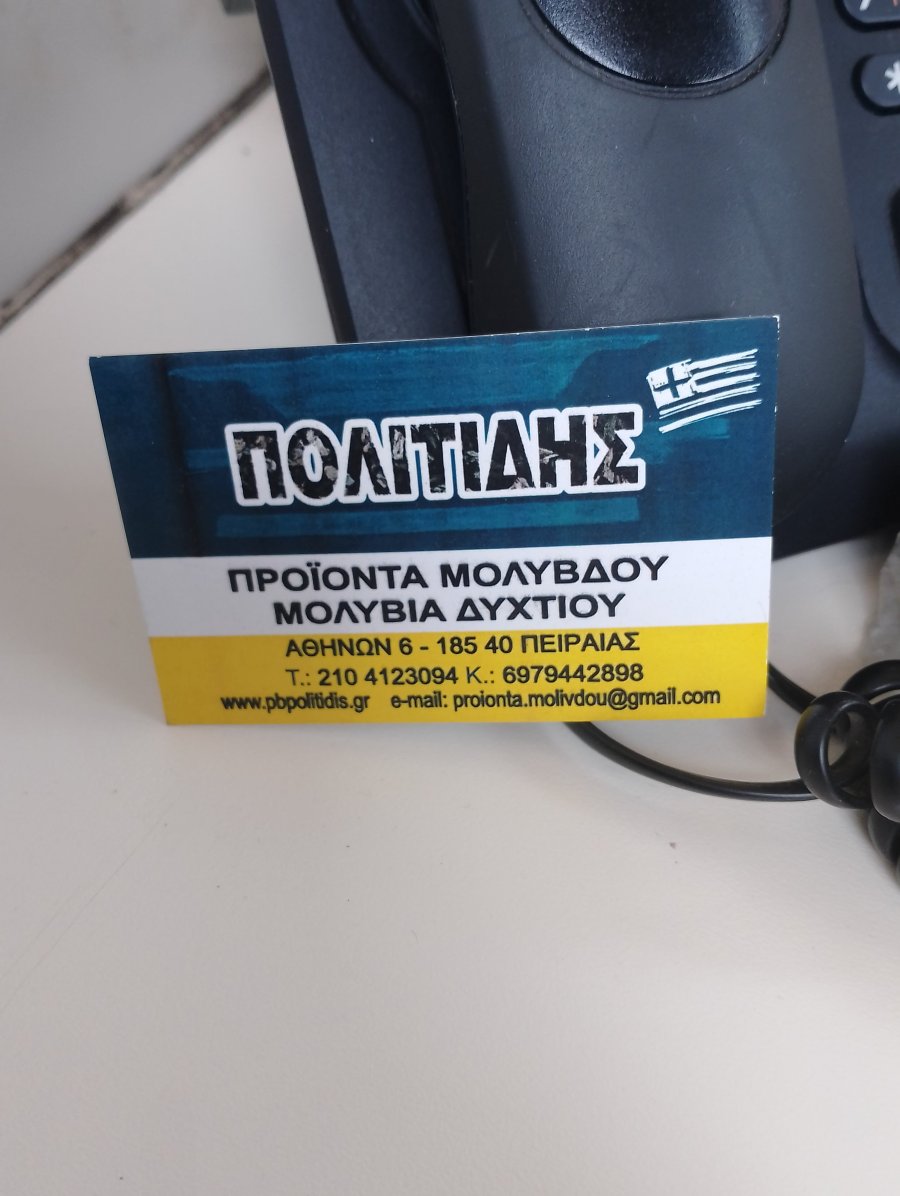 ΠΟΛΙΤΙΔΗΣ
ΠΡΟΪΟΝΤΑ ΜΟΛΥΒΔΟΥ
ΜΟΛΥΒΙΑ ΔΥΧΤΙΟΥ
ΑΘΗΝΩΝ 6 - 185 40 ΠΕΙΡΑΙΑΣ
Τ.: 210 4123094 Κ.: 6979442898
www.pbpolitidis.gr e-mail: proionta.molivdou@gmail.com
*